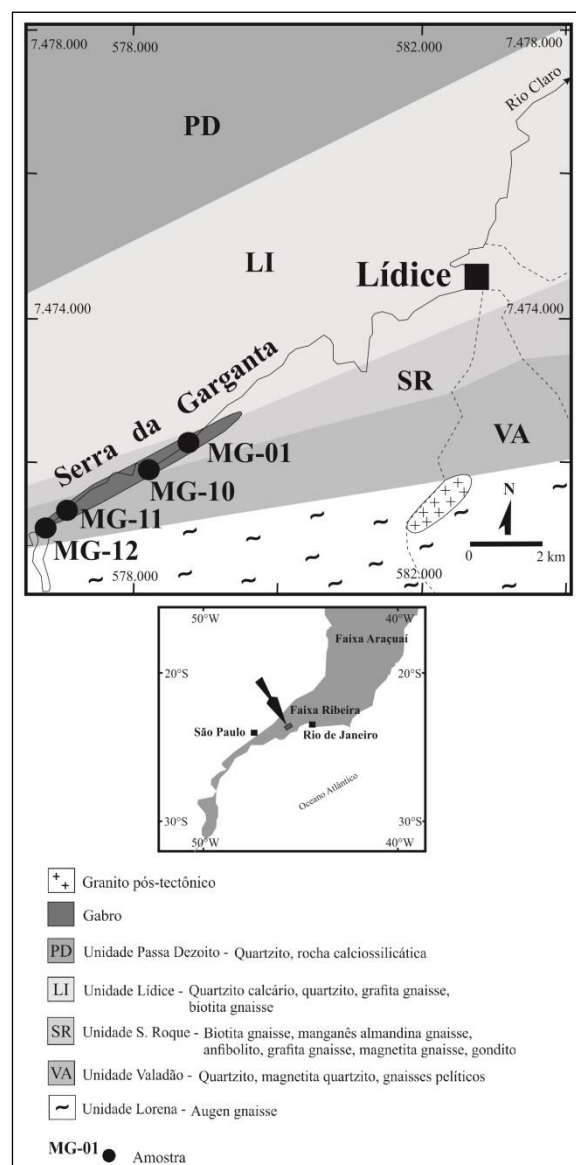 7.478.000
578.000
582.000
7.478.000
Rio Claro
PD
LI
Lídice
7.474.000
7.474.000
Serra da Garganta
SR
MG-01
VA
MG-10
MG-11
N
MG-12
0 2 km
578.000
582.000
50°W
40°W
Faixa Araçuaí
20°S
20°S
Faixa Ribeira
São Paulo
Rio de Janeiro
Oceano Atlântico
30°S
30°S
50°W
40°W
Granito pós-tectônico
Gabro
PD Unidade Passa Dezoito - Quartzito, rocha calciossilicática
LI Unidade Lídice - Quartzito calcário, quartzito, grafita gnaisse,
biotita gnaisse
SR Unidade S. Roque - Biotita gnaisse, manganês almandina gnaisse,
anfibolito, grafita gnaisse, magnetita gnaisse, gondito
VA Unidade Valadão - Quartzito, magnetita quartzito, gnaisses pelíticos
Unidade Lorena - Augen gnaisse
MG-01 Amostra